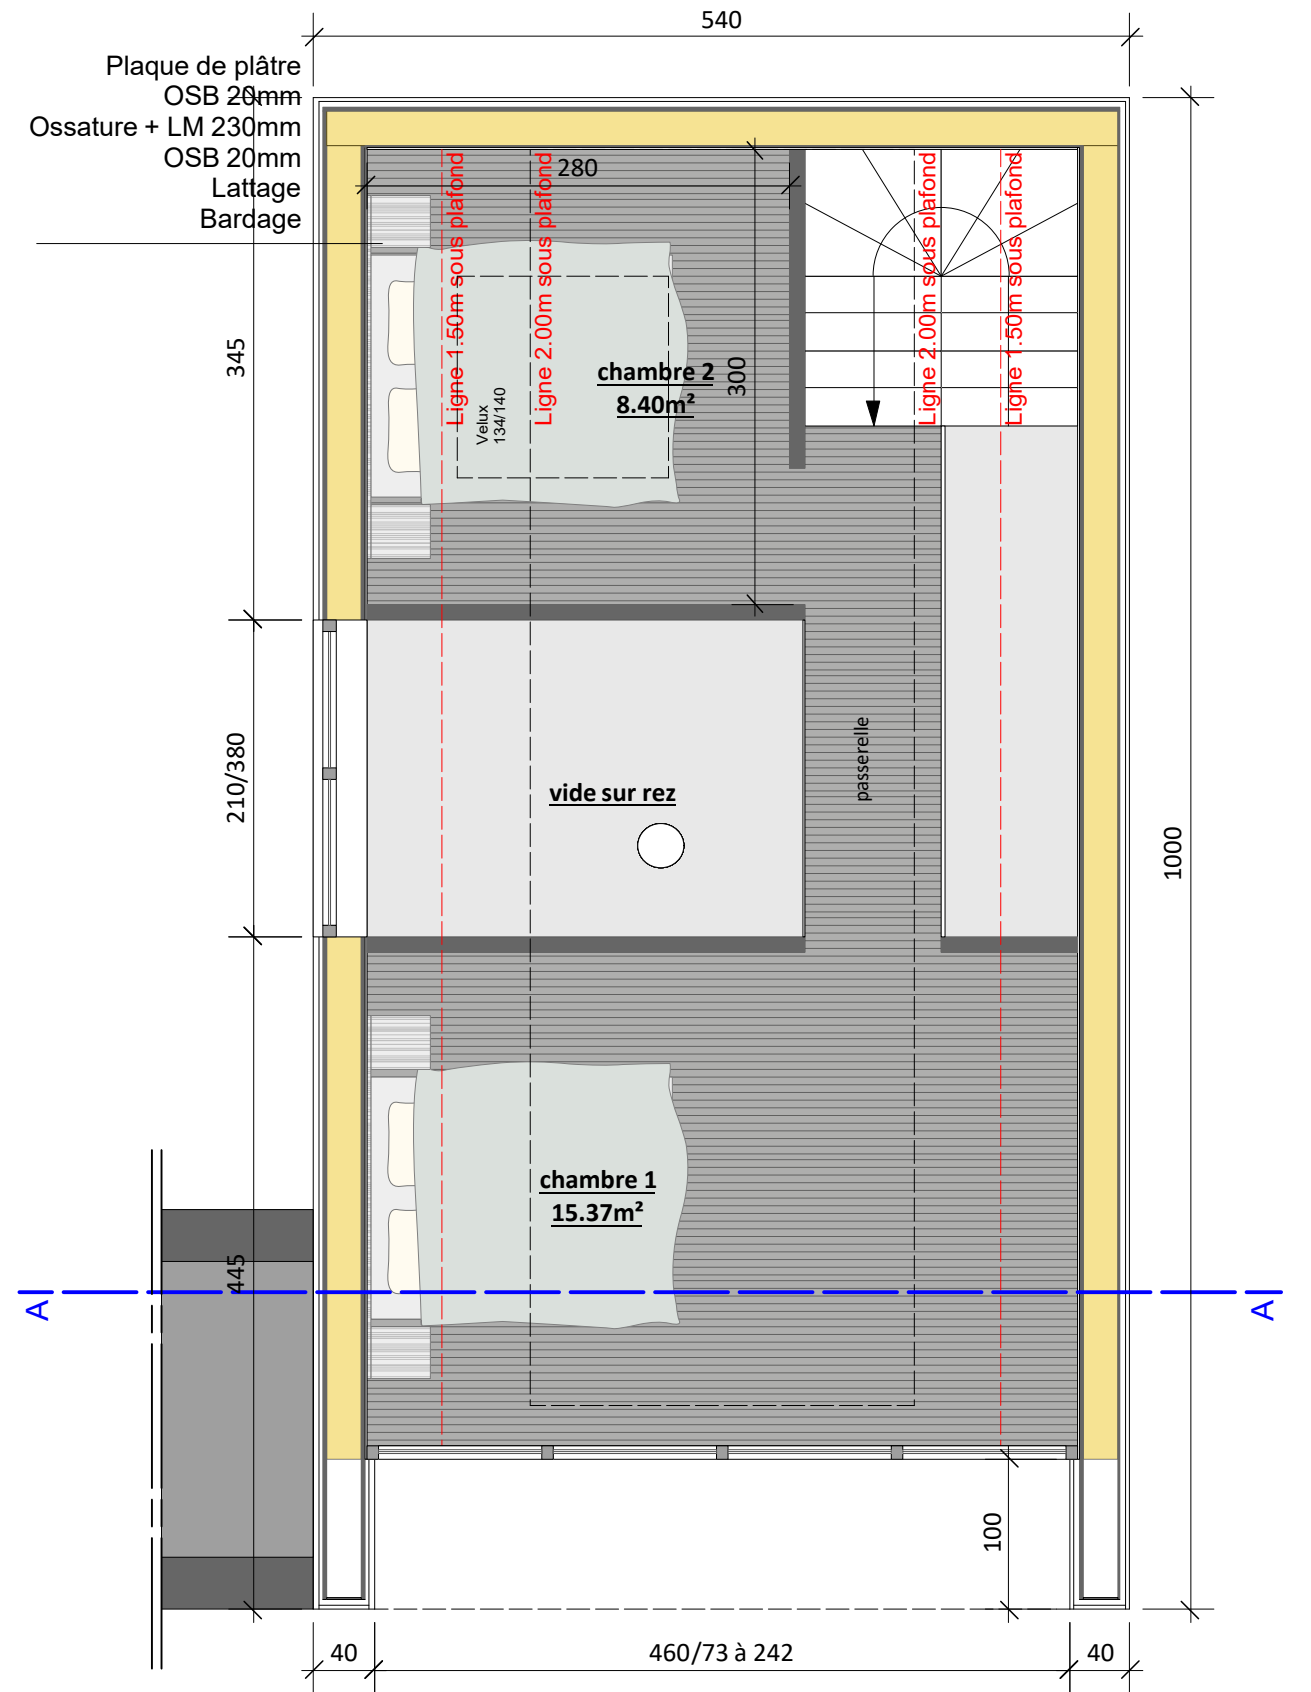 540
Plaque de plâtre
OSB 20mm
Ossature + LM 230mm
OSB 20mm
Lattage
Bardage
280
Ligne 1.50m sous plafond
Ligne 2.00m sous plafond
Ligne 2.00m sous plafond
Ligne 1.50m sous plafond
345
300
chambre 2
8.40m²
Velux
134/140
210/380
passerelle
vide sur rez
1000
chambre 1
15.37m²
445
A
A
100
40
460/73 à 242
40